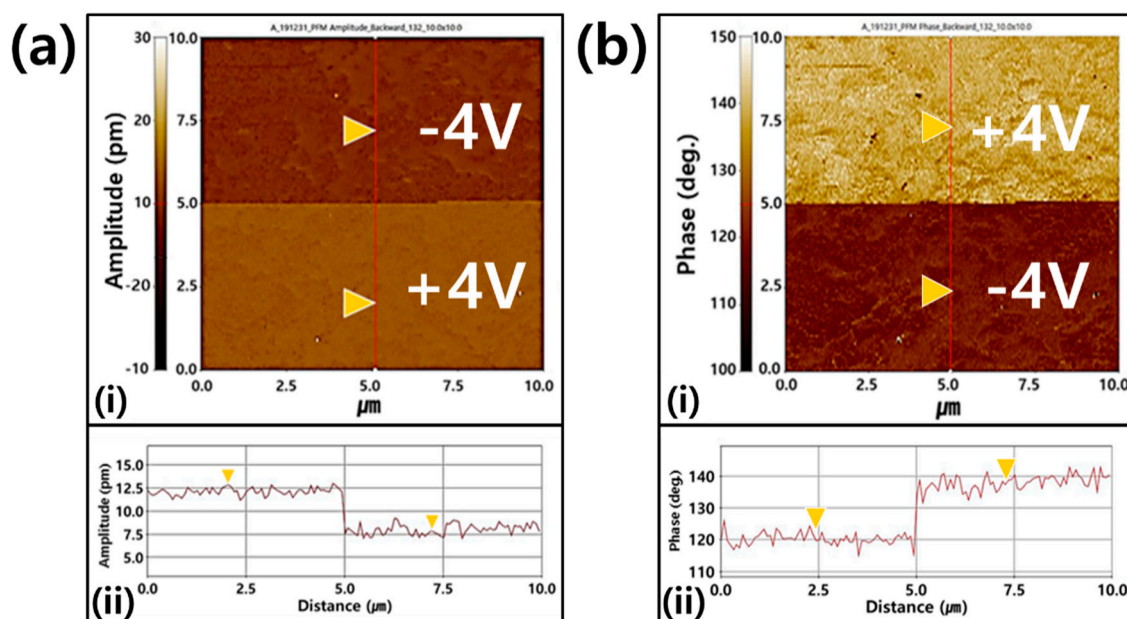 (a)
A_191231_PFM Amplitude_Backward_132_10.0x10.0
Amplitude (pm)
30
20
10
-20
-10
10.0
7.5
5.0
2.5
0.0
-4V
+4V
0.0 2.5 5.0 7.5 10.0
µm
(i)
Amplitude (pm)
15.0
12.5
10.0
7.5
5.0
0.0 2.5 5.0 7.5 10.0
Distance (µm)
(ii)
(b)
A_191231_PFM Phase_Backward_132_10.0x10.0
Phase (deg.)
150
140
130
120
110
100
10.0
7.5
5.0
2.5
0.0
+4V
-4V
0.0 2.5 5.0 7.5 10.0
µm
(i)
Phase (deg.)
140
130
120
110
0.0 2.5 5.0 7.5 10.0
Distance (µm)
(ii)